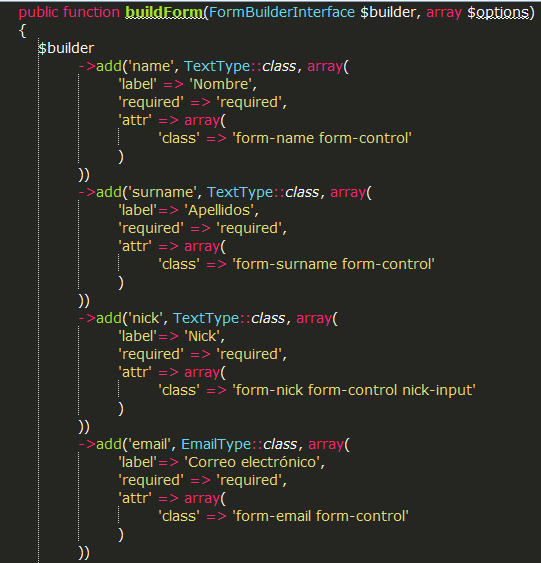 public function buildForm(FormBuilderInterface $builder, array $options)
{
$builder
->add('name', TextType::class, array(
'label' => 'Nombre',
'required' => 'required',
'attr' => array(
'class' => 'form-name form-control'
)
))
->add('surname', TextType::class, array(
'label'=> 'Apellidos',
'required' => 'required',
'attr' => array(
'class' => 'form-surname form-control'
)
))
->add('nick', TextType::class, array(
'label'=> 'Nick',
'required' => 'required',
'attr' => array(
'class' => 'form-nick form-control nick-input'
)
))
->add('email', EmailType::class, array(
'label'=> 'Correo electrónico',
'required' => 'required',
'attr' => array(
'class' => 'form-email form-control'
)
))